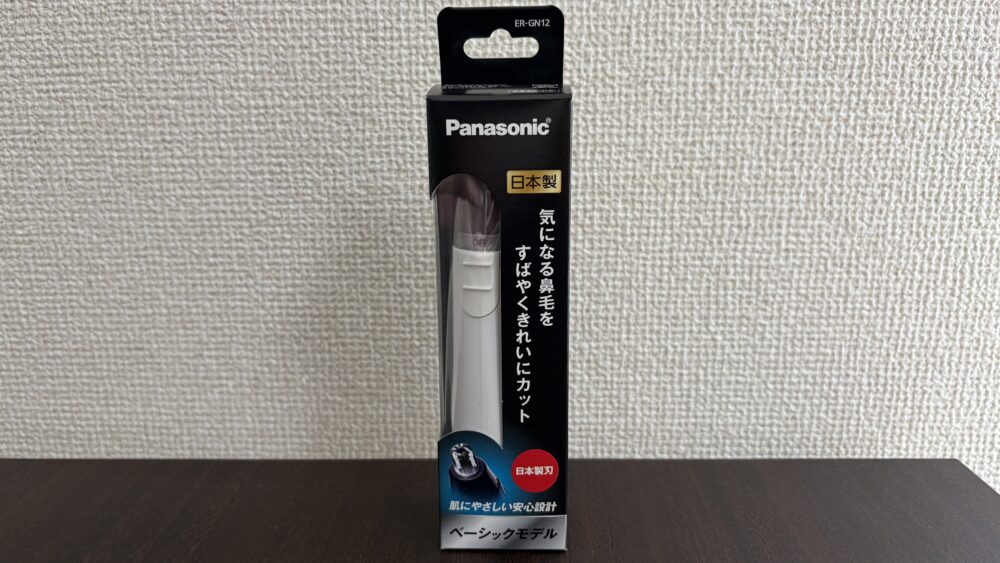 ER-GN12
Panasonic®
日本製
気になる鼻毛を
すばやくきれいにカット
OFF
日本製刃
肌にやさしい安心設計
ベーシックモデル